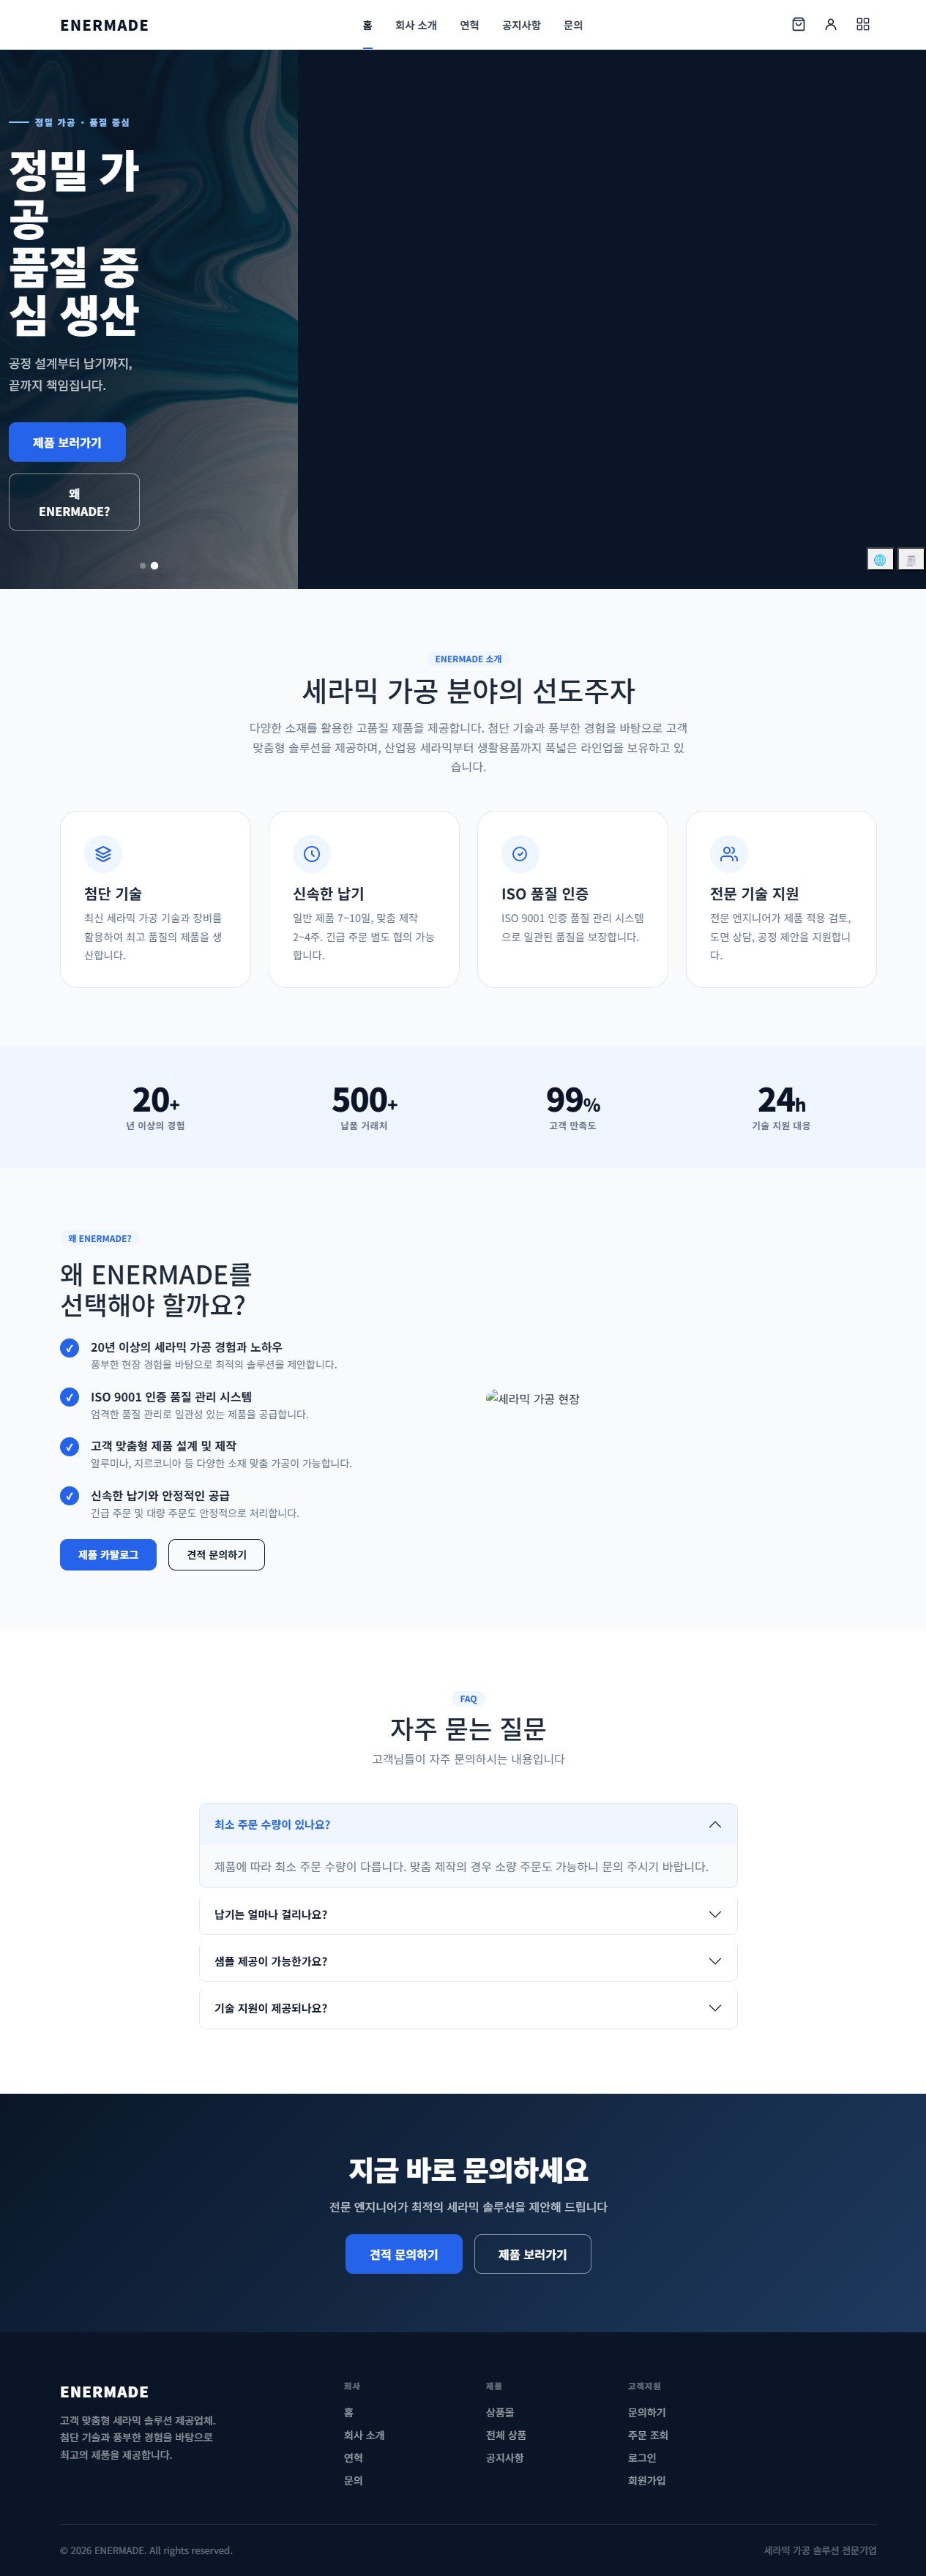 ENERMADE
홈 회사 소개 연혁 공지사항 문의
정밀 가공 · 품질 중심
정밀 가
공
품질 중
심 생산
공정 설계부터 납기까지,
끝까지 책임집니다.
제품 보러가기
왜
ENERMADE?
ENERMADE 소개
세라믹 가공 분야의 선도주자
다양한 소재를 활용한 고품질 제품을 제공합니다. 첨단 기술과 풍부한 경험을 바탕으로 고객
맞춤형 솔루션을 제공하며, 산업용 세라믹부터 생활용품까지 폭넓은 라인업을 보유하고 있
습니다.
첨단 기술
최신 세라믹 가공 기술과 장비를
활용하여 최고 품질의 제품을 생
산합니다.
신속한 납기
일반 제품 7~10일, 맞춤 제작
2~4주. 긴급 주문 별도 협의 가능
합니다.
ISO 품질 인증
ISO 9001 인증 품질 관리 시스템
으로 일관된 품질을 보장합니다.
전문 기술 지원
전문 엔지니어가 제품 적용 검토,
도면 상담, 공정 제안을 지원합니
다.
20+
년 이상의 경험
500+
납품 거래처
99%
고객 만족도
24h
기술 지원 대응
왜 ENERMADE?
왜 ENERMADE를
선택해야 할까요?
20년 이상의 세라믹 가공 경험과 노하우
풍부한 현장 경험을 바탕으로 최적의 솔루션을 제안합니다.
ISO 9001 인증 품질 관리 시스템
엄격한 품질 관리로 일관성 있는 제품을 공급합니다.
고객 맞춤형 제품 설계 및 제작
알루미나, 지르코니아 등 다양한 소재 맞춤 가공이 가능합니다.
신속한 납기와 안정적인 공급
긴급 주문 및 대량 주문도 안정적으로 처리합니다.
제품 카탈로그
견적 문의하기
세라믹 가공 현장
FAQ
자주 묻는 질문
고객님들이 자주 문의하시는 내용입니다
최소 주문 수량이 있나요?
제품에 따라 최소 주문 수량이 다릅니다. 맞춤 제작의 경우 소량 주문도 가능하니 문의 주시기 바랍니다.
납기는 얼마나 걸리나요?
샘플 제공이 가능한가요?
기술 지원이 제공되나요?
지금 바로 문의하세요
전문 엔지니어가 최적의 세라믹 솔루션을 제안해 드립니다
견적 문의하기
제품 보러가기
ENERMADE
고객 맞춤형 세라믹 솔루션 제공업체.
첨단 기술과 풍부한 경험을 바탕으로
최고의 제품을 제공합니다.
회사
홈
회사 소개
연혁
문의
제품
상품몰
전체 상품
공지사항
고객지원
문의하기
주문 조회
로그인
회원가입
© 2026 ENERMADE. All rights reserved.
세라믹 가공 솔루션 전문기업